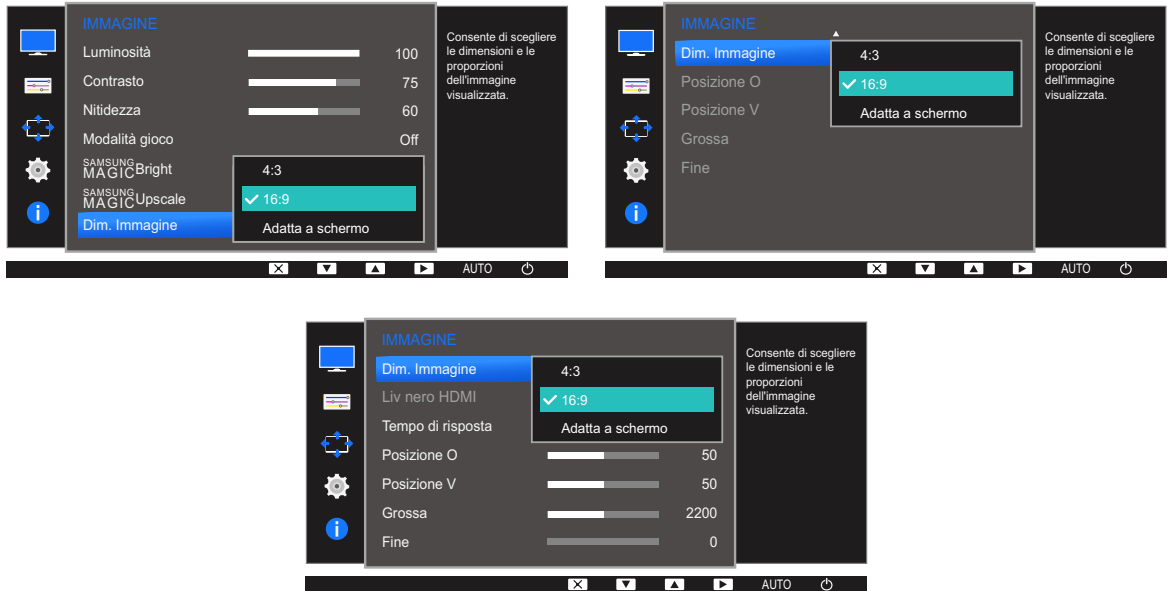 IMMAGINE
Luminosità 100
Contrasto 75
Nitidezza 60
Modalità gioco Off
SAMSUNG MAGIC Bright
SAMSUNG MAGIC Upscale
Dim. Immagine
4:3
16:9
Adatta a schermo
Consente di scegliere
le dimensioni e le
proporzioni
dell'immagine
visualizzata.
AUTO
IMMAGINE
Dim. Immagine
Posizione O
Posizione V
Grossa
Fine
4:3
16:9
Adatta a schermo
Consente di scegliere
le dimensioni e le
proporzioni
dell'immagine
visualizzata.
AUTO
IMMAGINE
Dim. Immagine
Liv nero HDMI
Tempo di risposta
4:3
16:9
Adatta a schermo
Posizione O 50
Posizione V 50
Grossa 2200
Fine 0
Consente di scegliere
le dimensioni e le
proporzioni
dell'immagine
visualizzata.
AUTO